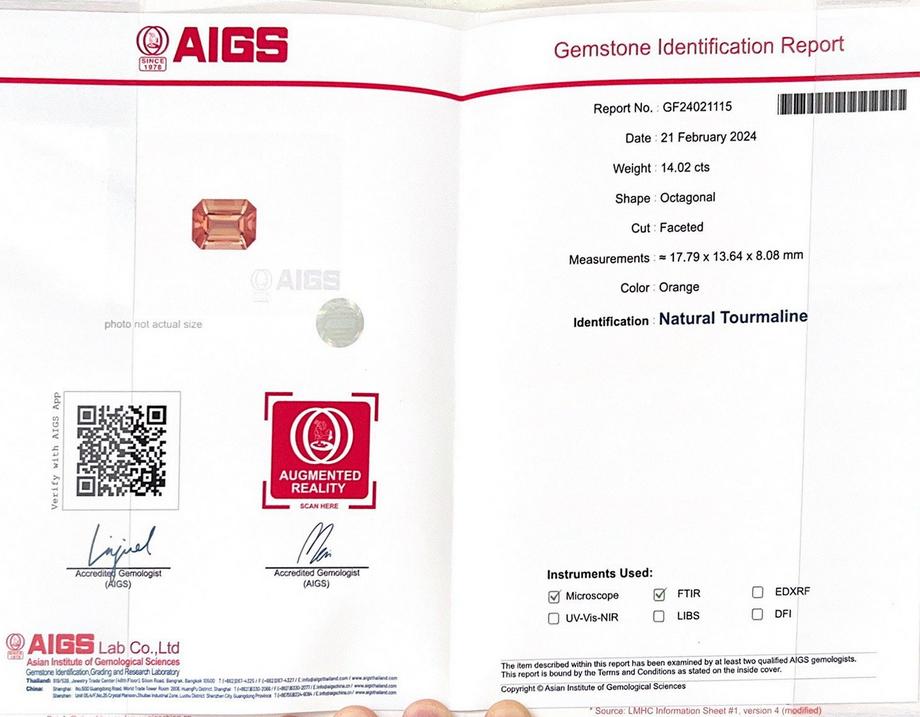 AIGS
SINCE
1978
AIGS
photo not actual size
Verify with AIGS App
AUGMENTED
REALITY
SCAN HERE
Accredited Gemologist
(AIGS)
Accredited Gemologist
(AIGS)
AIGS Lab Co.,Ltd
Asian Institute of Gemological Sciences
Gemstone Identification,Grading and Research Laboratory
Gemstone Identification Report
Report No. : GF24021115
Date : 21 February 2024
Weight : 14.02 cts
Shape : Octagonal
Cut : Faceted
Measurements : ≈ 17.79 x 13.64 x 8.08 mm
Color : Orange
Identification : Natural Tourmaline
Instruments Used:
Microscope FTIR EDXRF
UV-Vis-NIR LIBS DFI
The item described within this report has been examined by at least two qualified AIGS gemologists.
This report is bound by the Terms and Conditions as stated on the inside cover.
Copyright © Asian Institute of Gemological Sciences
* Source: LMHC Information Sheet #1, version 4 (modified)